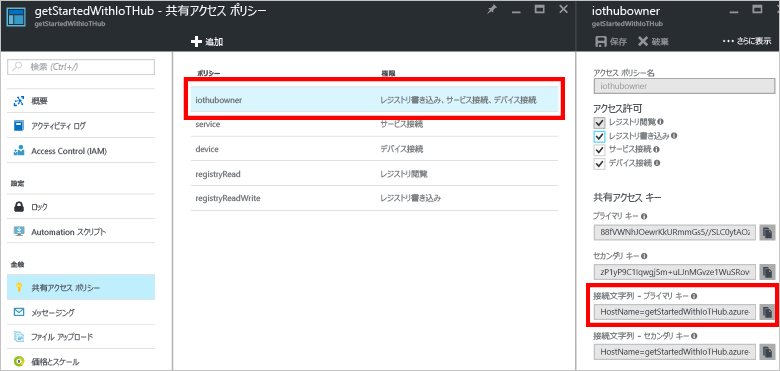 getStartedWithIoTHub - 共有アクセス ポリシー
getStartedWithIoTHub
追加
検索 (Ctrl+/)
概要
アクティビティ ログ
Access Control (IAM)
設定
ロック
Automation スクリプト
全般
共有アクセス ポリシー
メッセージング
ファイル アップロード
価格とスケール
ポリシー 権限
iothubowner レジストリ書き込み、サービス接続、デバイス接続
service サービス接続
device デバイス接続
registryRead レジストリ閲覧
registryReadWrite レジストリ書き込み
iothubowner
getStartedWithIoTHub
保存 破棄 ··· さらに表示
アクセス ポリシー名
iothubowner
アクセス許可
レジストリ閲覧
レジストリ書き込み
サービス接続
デバイス接続
共有アクセス キー
プライマリ キー
セカンダリ キー
接続文字列 - プライマリ キー
HostName=getStartedWithIoTHub.azure-
接続文字列 - セカンダリ キー
HostName=getStartedWithIoTHub.azure-